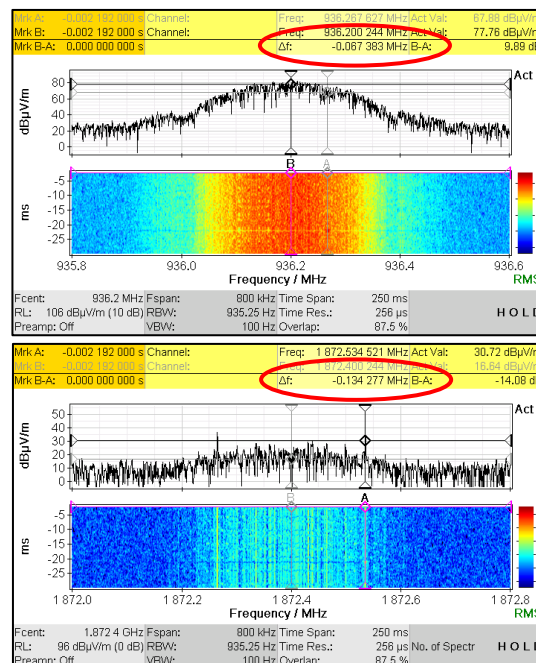 Mrk A: -0.002 192 000 s Channel: Freq: 936.267 627 MHz Act Val: 67.88 dBµV/m
Mrk B: -0.002 192 000 s Freq: 936.200 244 MHz Act Val: 77.76 dBµV/m
Mrk B-A: 0.000 000 000 s Δf: -0.067 383 MHz B-A: 9.89 dB
Act
80
60
40
20
0
dBµV/m
B A
-5
-10
-15
-20
-25
ms
935.8 936.0 936.2 936.4 936.6
Frequency / MHz RMS
Fcent: 936.2 MHz Fspan: 800 kHz Time Span: 250 ms
RL: 106 dBµV/m (10 dB) RBW: 935.25 Hz Time Res.: 256 µs HOLD
Preamp: Off VBW: 100 Hz Overlap: 87.5 %
Mrk A: -0.002 192 000 s Channel: Freq: 1 872.534 521 MHz Act Val: 30.72 dBµV/m
Mrk B: -0.002 192 000 s Freq: 1 872.400 244 MHz Act Val: 16.64 dBµV/m
Mrk B-A: 0.000 000 000 s Δf: -0.134 277 MHz B-A: -14.08 dB
Act
50
40
30
20
10
0
dBµV/m
B A
-5
-10
-15
-20
-25
ms
1 872.0 1 872.2 1 872.4 1 872.6 1 872.8
Frequency / MHz RMS
Fcent: 1.872 4 GHz Fspan: 800 kHz Time Span: 250 ms
RL: 96 dBµV/m (0 dB) RBW: 935.25 Hz Time Res.: 256 µs No. of Spectr HOLD
Preamp: Off VBW: 100 Hz Overlap: 87.5 %